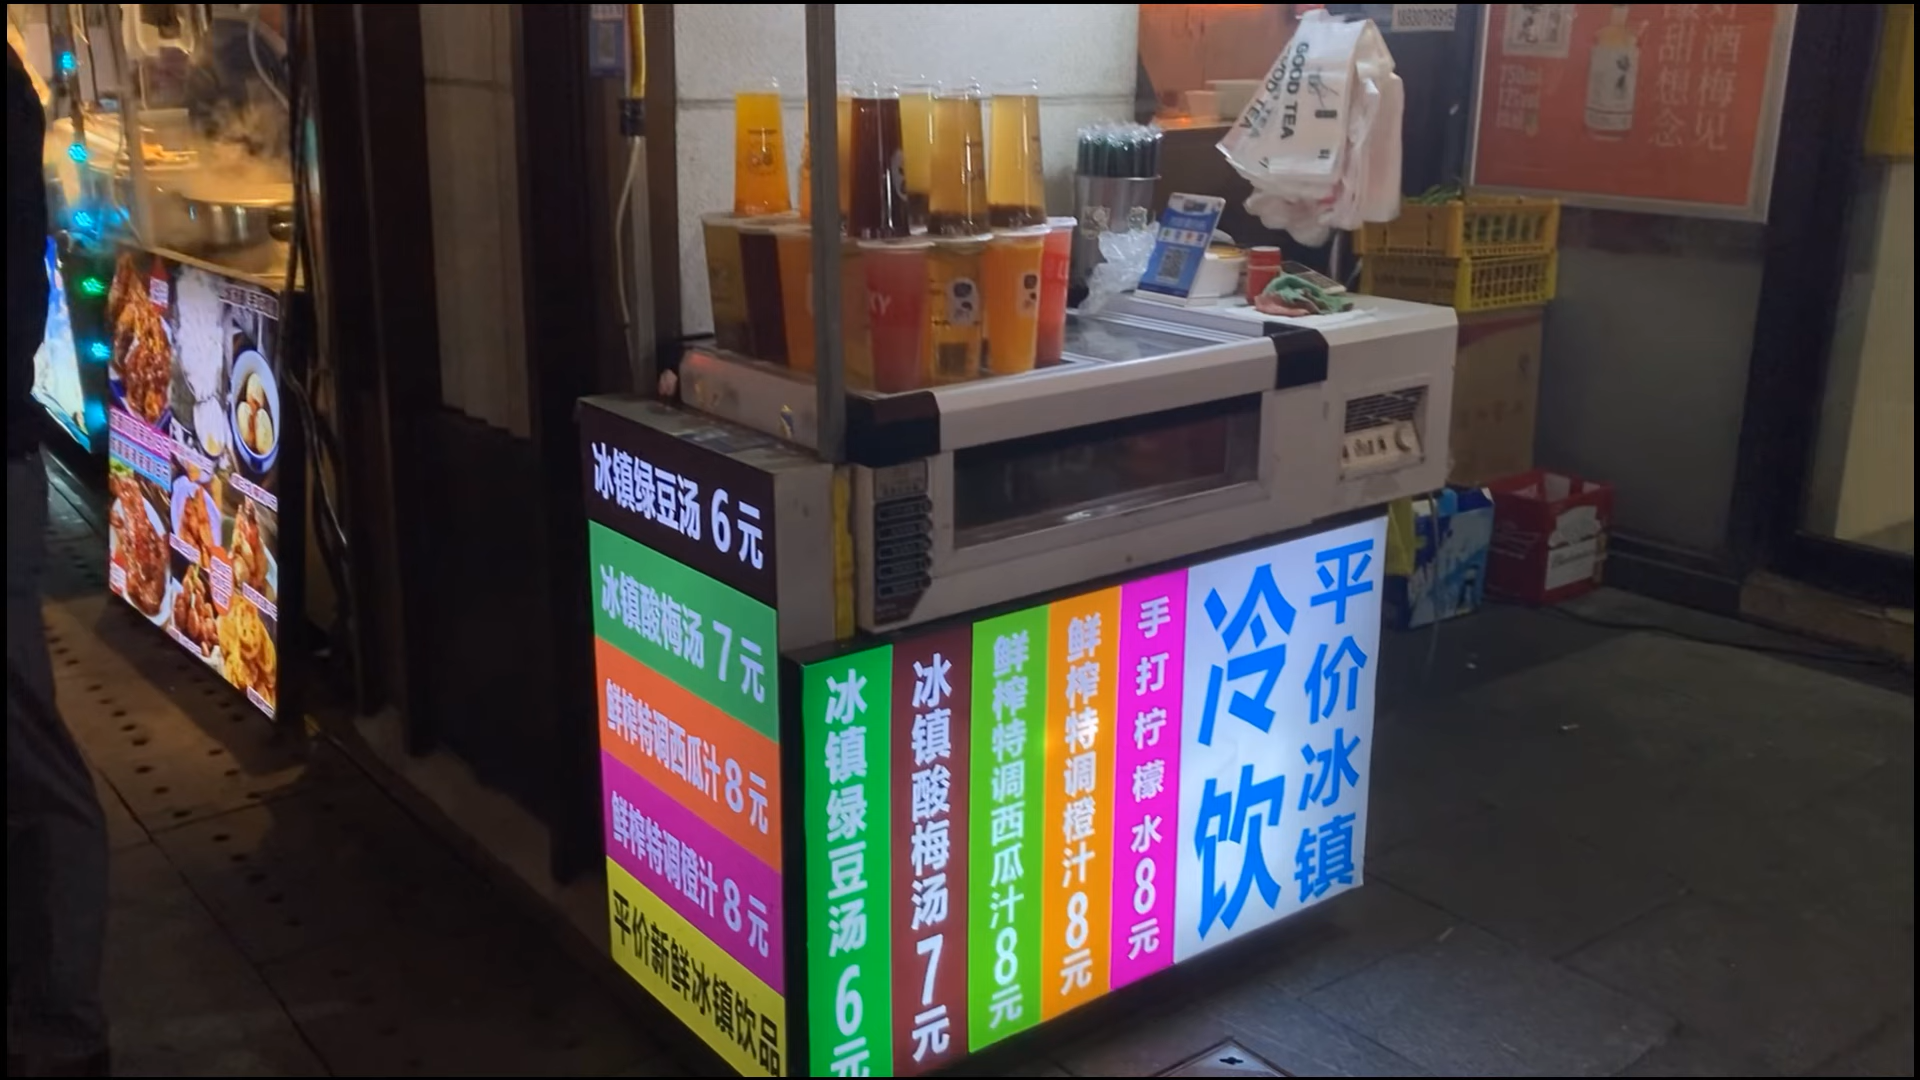 冰镇绿豆汤 6元
冰镇酸梅汤 7元
鲜榨特调西瓜汁8元
鲜榨特调橙汁8元
平价新鲜冰镇饮品
冰镇绿豆汤6元
冰镇酸梅汤7元
鲜榨特调西瓜汁8元
鲜榨特调橙汁8元
手打柠檬水8元
平价冰镇
冷饮
GOOD TEA
GOOD TEA
酒梅见
甜想念
750ml